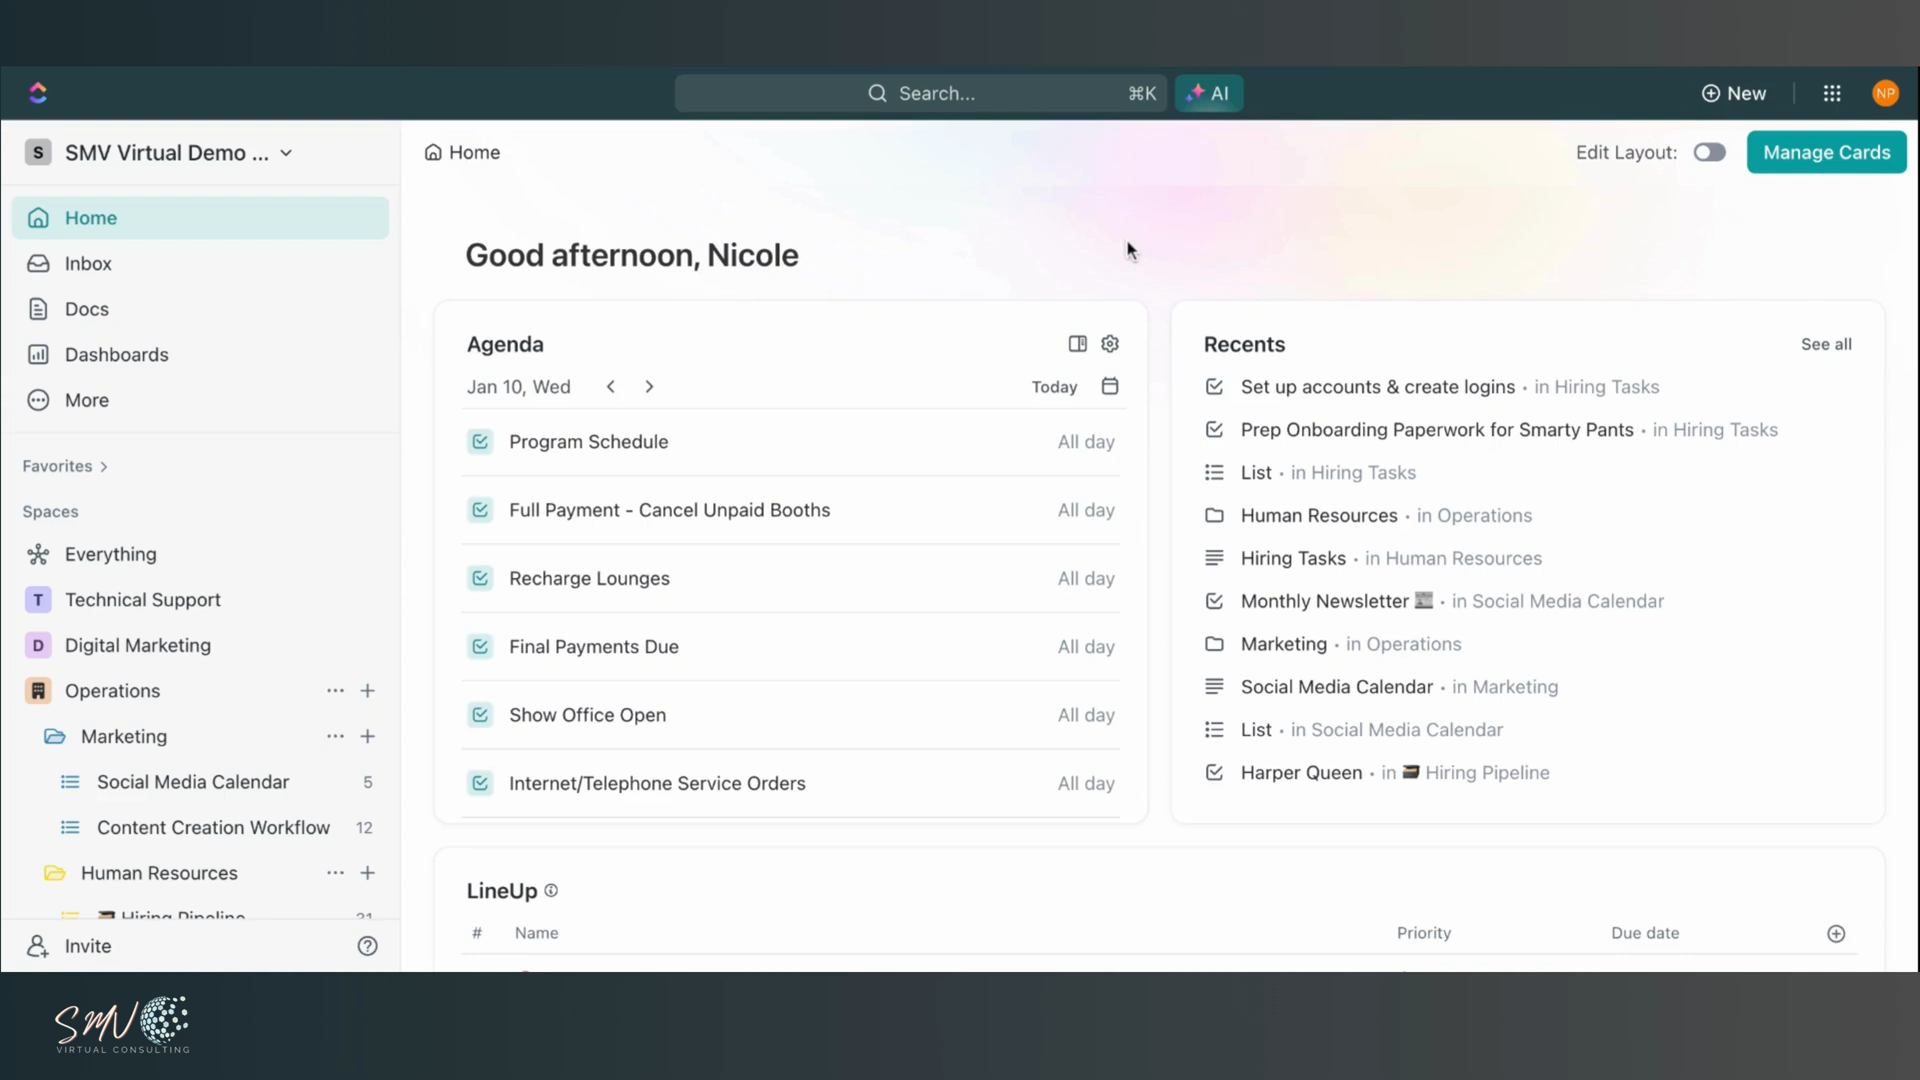 Search...
⌘K
AI
New
NP
S
SMV Virtual Demo ...
Home
Edit Layout:
Manage Cards
Home
Inbox
Docs
Dashboards
More
Favorites
Spaces
Everything
T
Technical Support
D
Digital Marketing
Operations
Marketing
Social Media Calendar 5
Content Creation Workflow 12
Human Resources
Hiring Pipeline 31
Invite
Good afternoon, Nicole
Agenda
Jan 10, Wed
Today
Program Schedule All day
Full Payment - Cancel Unpaid Booths All day
Recharge Lounges All day
Final Payments Due All day
Show Office Open All day
Internet/Telephone Service Orders All day
Recents
See all
Set up accounts & create logins • in Hiring Tasks
Prep Onboarding Paperwork for Smarty Pants • in Hiring Tasks
List • in Hiring Tasks
Human Resources • in Operations
Hiring Tasks • in Human Resources
Monthly Newsletter • in Social Media Calendar
Marketing • in Operations
Social Media Calendar • in Marketing
List • in Social Media Calendar
Harper Queen • in Hiring Pipeline
LineUp
# Name Priority Due date
SMV
VIRTUAL CONSULTING